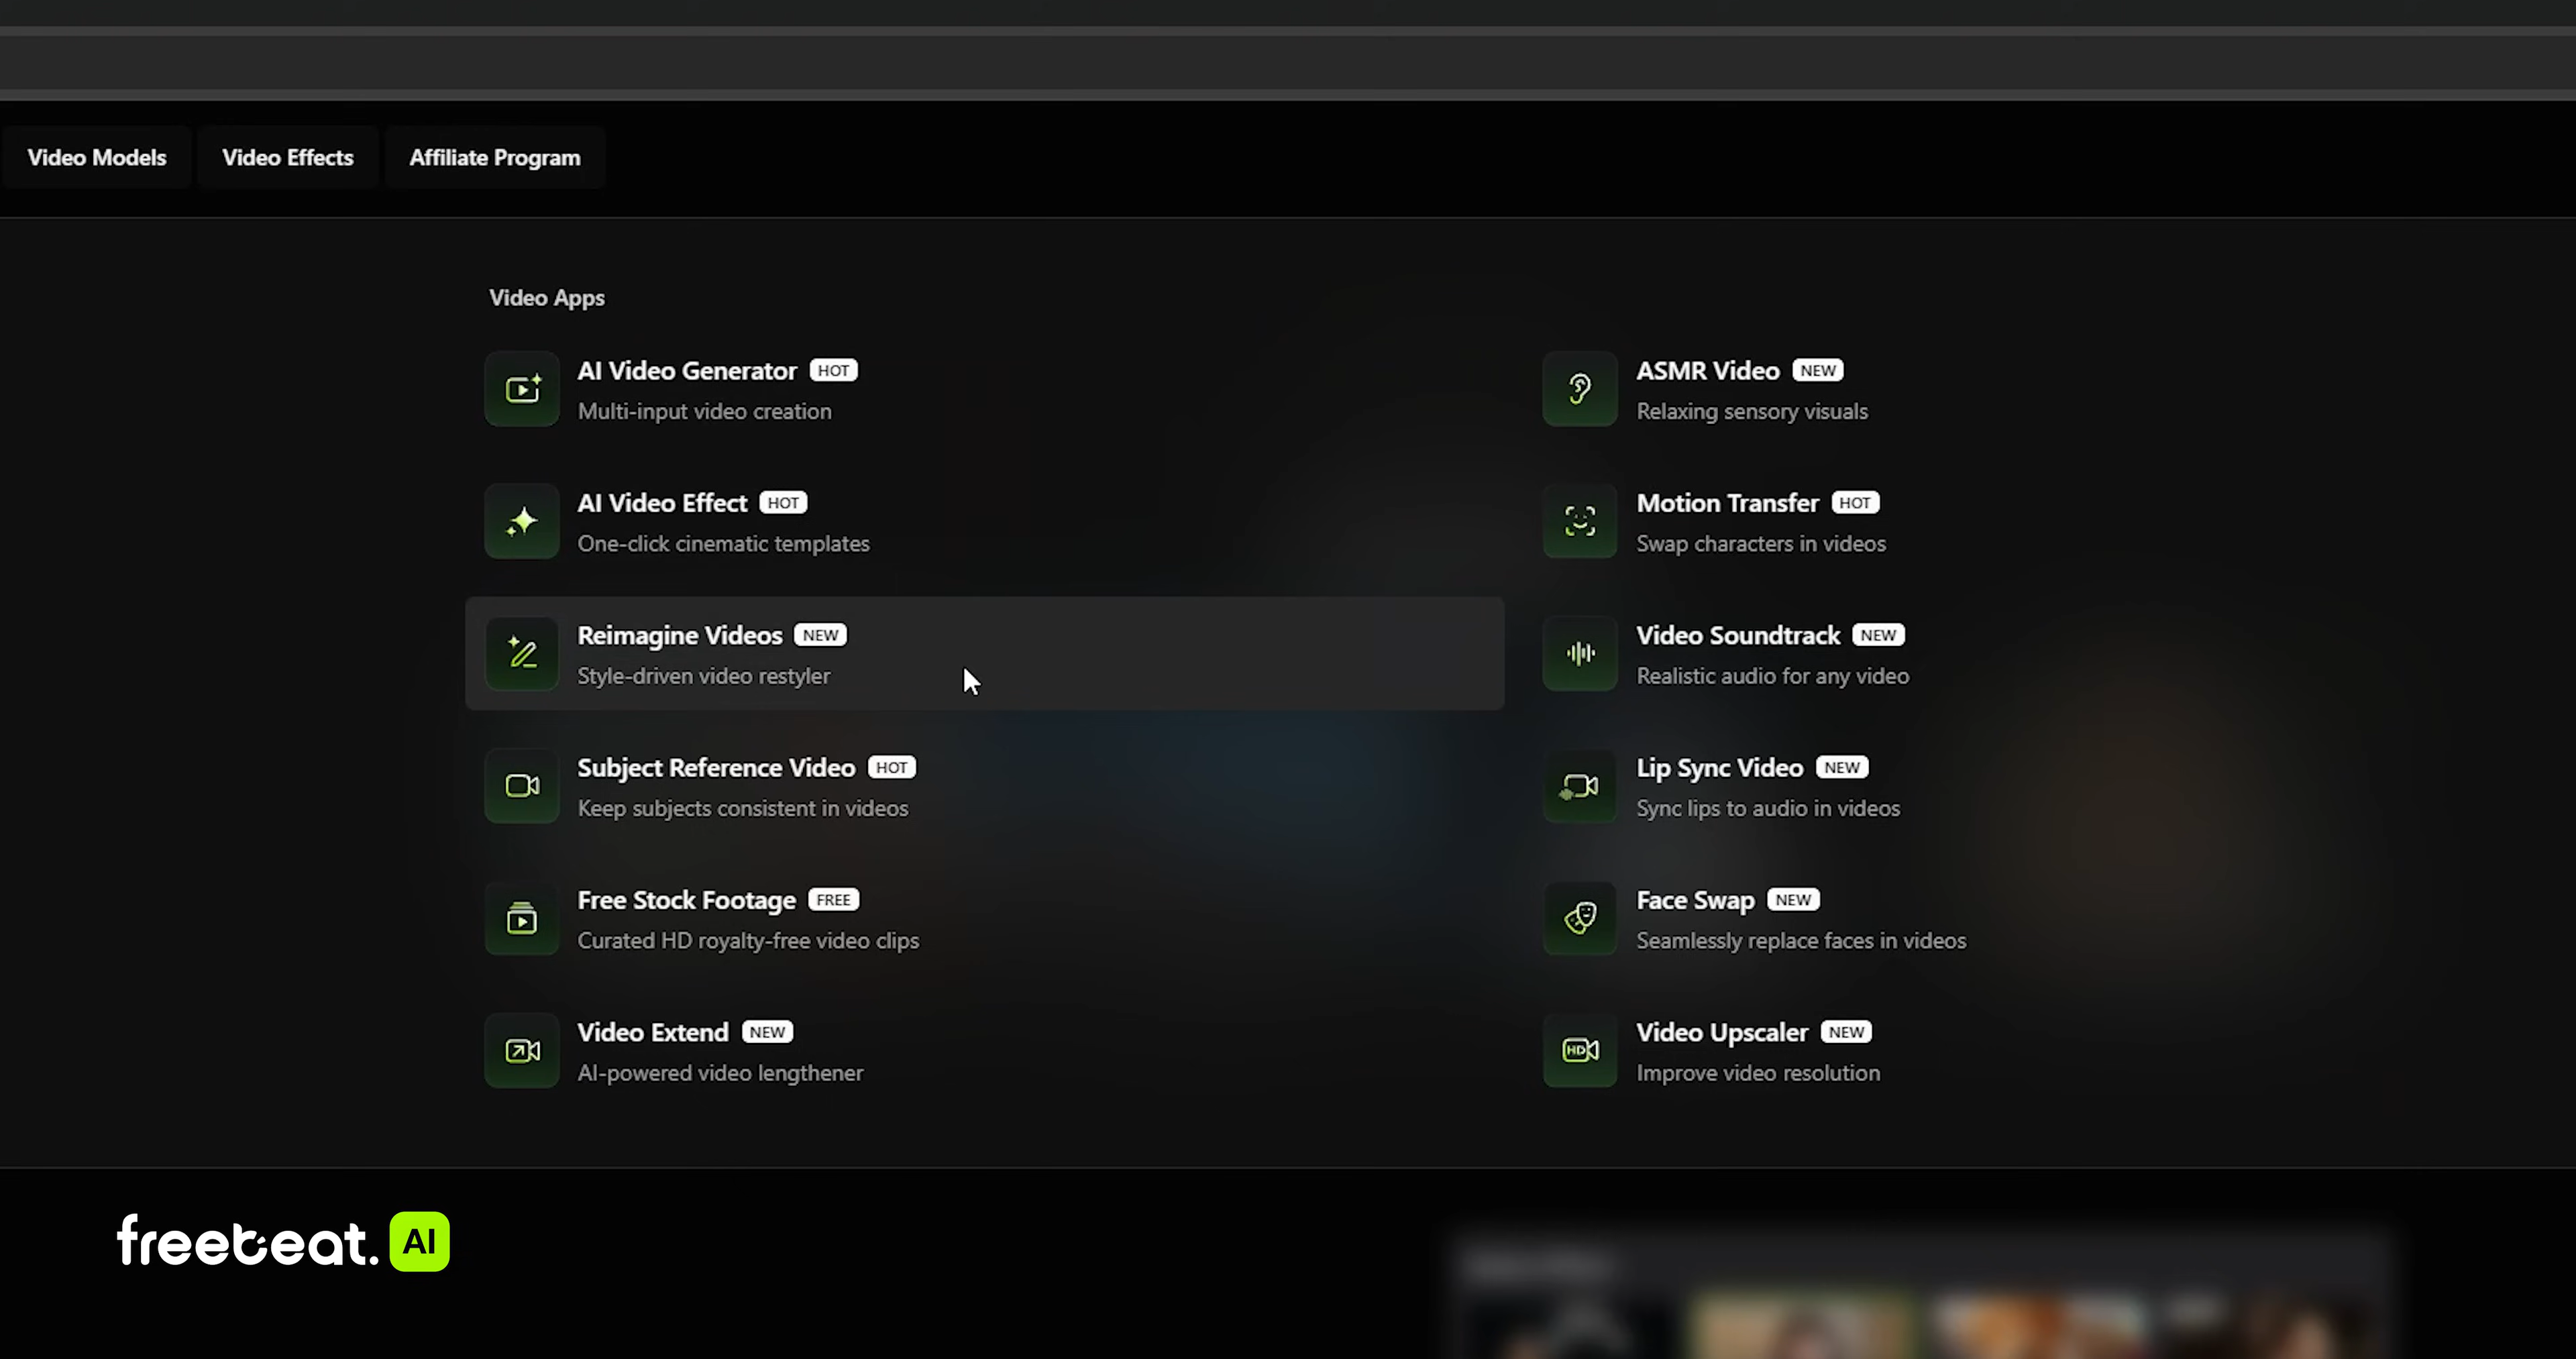 Video Models
Video Effects
Affiliate Program
Video Apps
AI Video Generator HOT
Multi-input video creation
AI Video Effect HOT
One-click cinematic templates
Reimagine Videos NEW
Style-driven video restyler
Subject Reference Video HOT
Keep subjects consistent in videos
Free Stock Footage FREE
Curated HD royalty-free video clips
Video Extend NEW
AI-powered video lengthener
ASMR Video NEW
Relaxing sensory visuals
Motion Transfer HOT
Swap characters in videos
Video Soundtrack NEW
Realistic audio for any video
Lip Sync Video NEW
Sync lips to audio in videos
Face Swap NEW
Seamlessly replace faces in videos
HD
Video Upscaler NEW
Improve video resolution
freebeat. AI